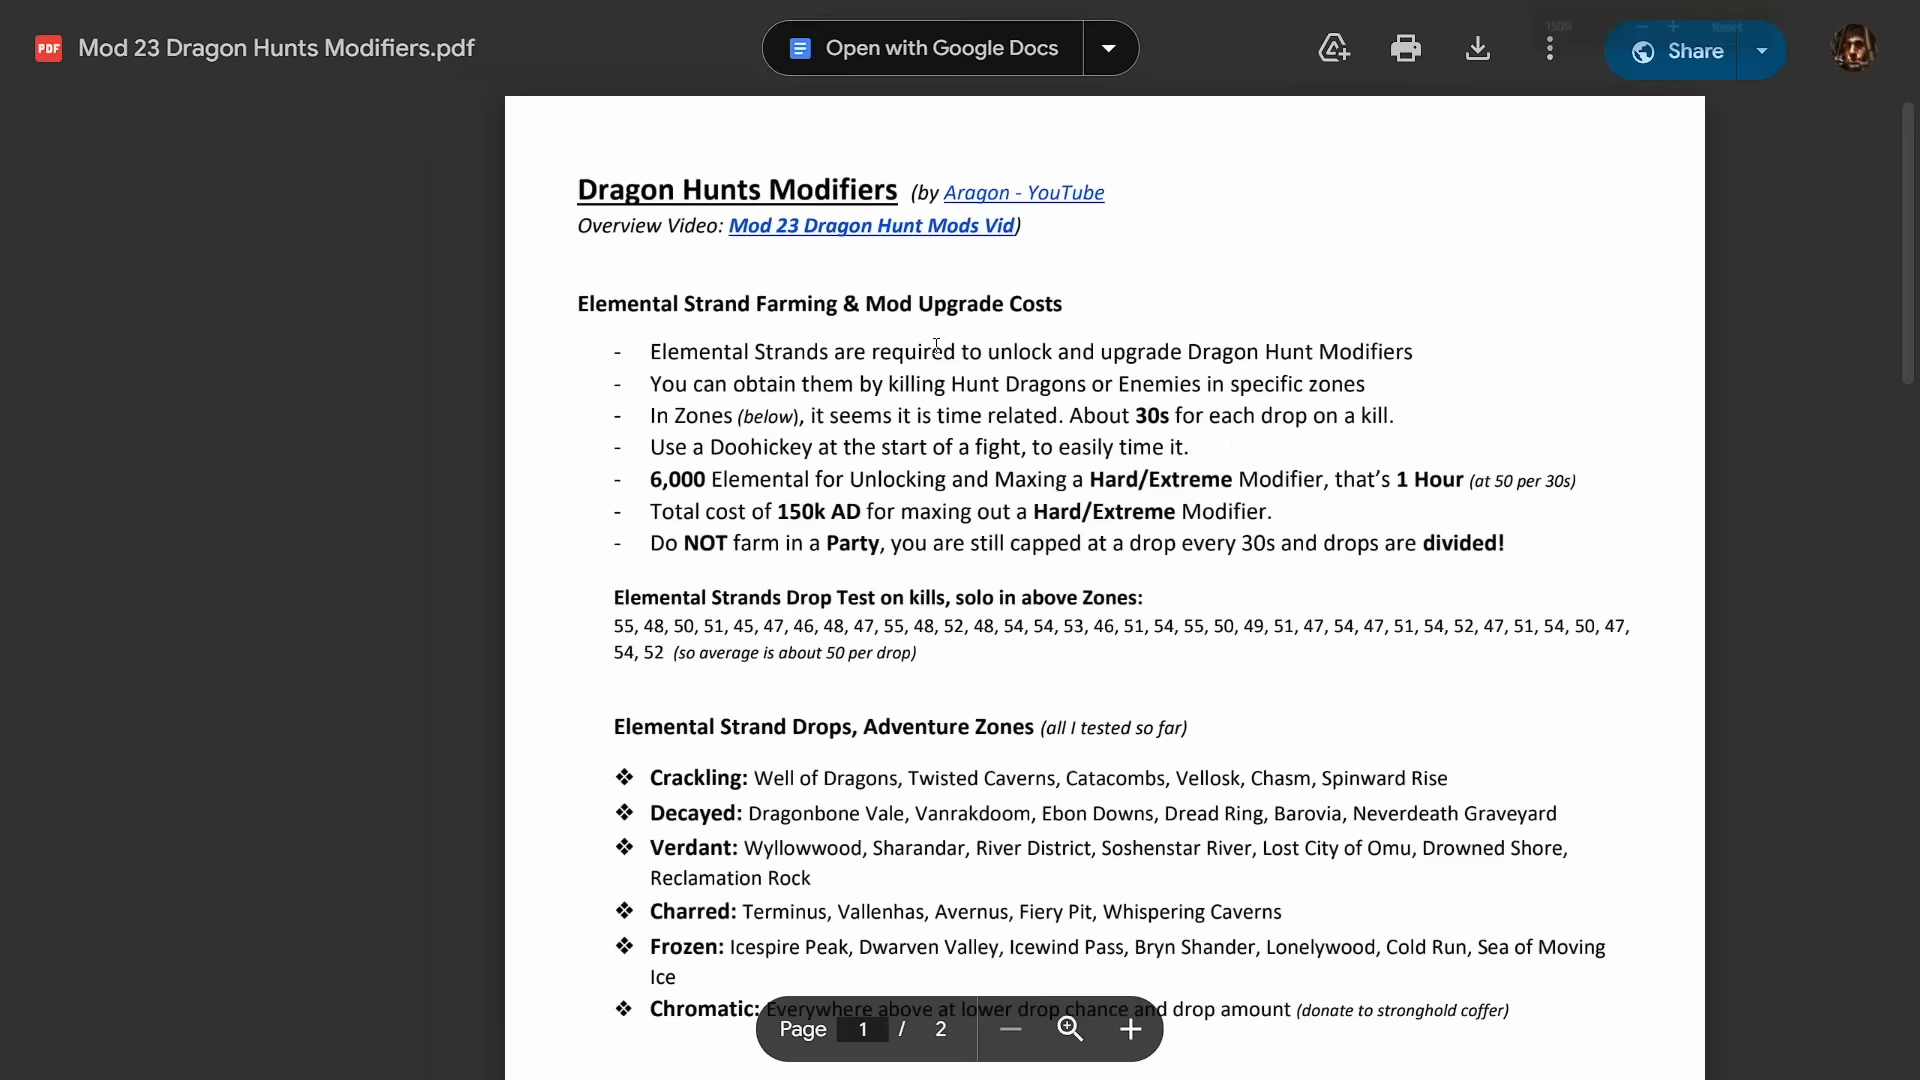 PDF Mod 23 Dragon Hunts Modifiers.pdf
Open with Google Docs
150%
Share
Dragon Hunts Modifiers (by Aragon - YouTube
Overview Video: Mod 23 Dragon Hunt Mods Vid)
Elemental Strand Farming & Mod Upgrade Costs
- Elemental Strands are required to unlock and upgrade Dragon Hunt Modifiers
- You can obtain them by killing Hunt Dragons or Enemies in specific zones
- In Zones (below), it seems it is time related. About 30s for each drop on a kill.
- Use a Doohickey at the start of a fight, to easily time it.
- 6,000 Elemental for Unlocking and Maxing a Hard/Extreme Modifier, that’s 1 Hour (at 50 per 30s)
- Total cost of 150k AD for maxing out a Hard/Extreme Modifier.
- Do NOT farm in a Party, you are still capped at a drop every 30s and drops are divided!
Elemental Strands Drop Test on kills, solo in above Zones:
55, 48, 50, 51, 45, 47, 46, 48, 47, 55, 48, 52, 48, 54, 54, 53, 46, 51, 54, 55, 50, 49, 51, 47, 54, 47, 51, 54, 52, 47, 51, 54, 50, 47,
54, 52 (so average is about 50 per drop)
Elemental Strand Drops, Adventure Zones (all I tested so far)
❖ Crackling: Well of Dragons, Twisted Caverns, Catacombs, Vellosk, Chasm, Spinward Rise
❖ Decayed: Dragonbone Vale, Vanrakdoom, Ebon Downs, Dread Ring, Barovia, Neverdeath Graveyard
❖ Verdant: Wyllowwood, Sharandar, River District, Soshenstar River, Lost City of Omu, Drowned Shore,
Reclamation Rock
❖ Charred: Terminus, Vallenhas, Avernus, Fiery Pit, Whispering Caverns
❖ Frozen: Icespire Peak, Dwarven Valley, Icewind Pass, Bryn Shander, Lonelywood, Cold Run, Sea of Moving
Ice
❖ Chromatic: Everywhere above at lower drop chance and drop amount (donate to stronghold coffer)
Page 1 / 2